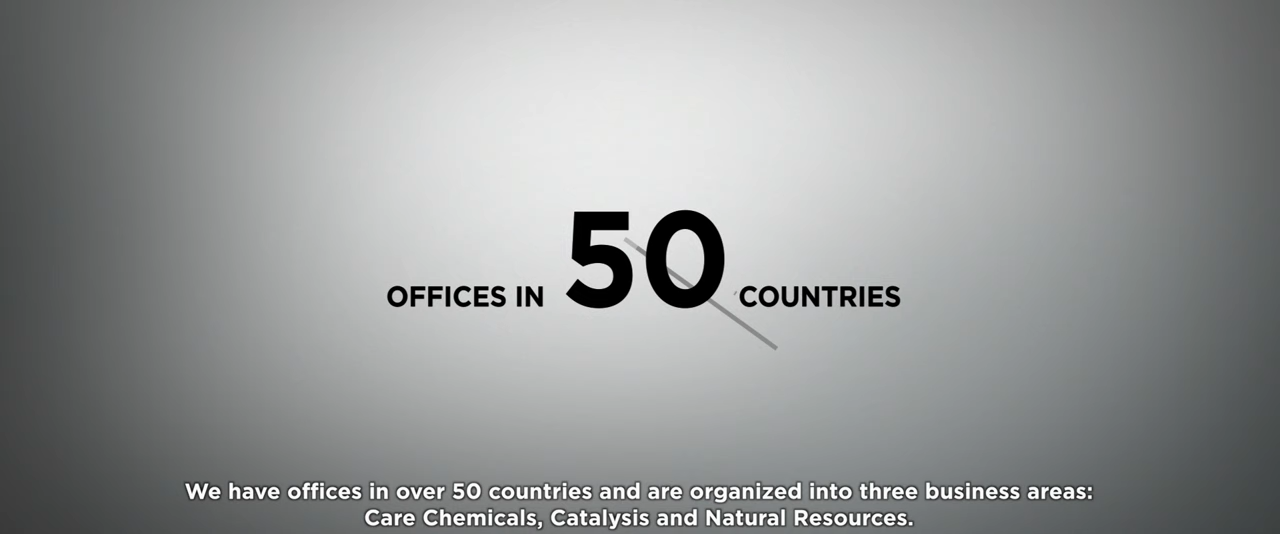 OFFICES IN 50 COUNTRIES
We have offices in over 50 countries and are organized into three business areas:
Care Chemicals, Catalysis and Natural Resources.